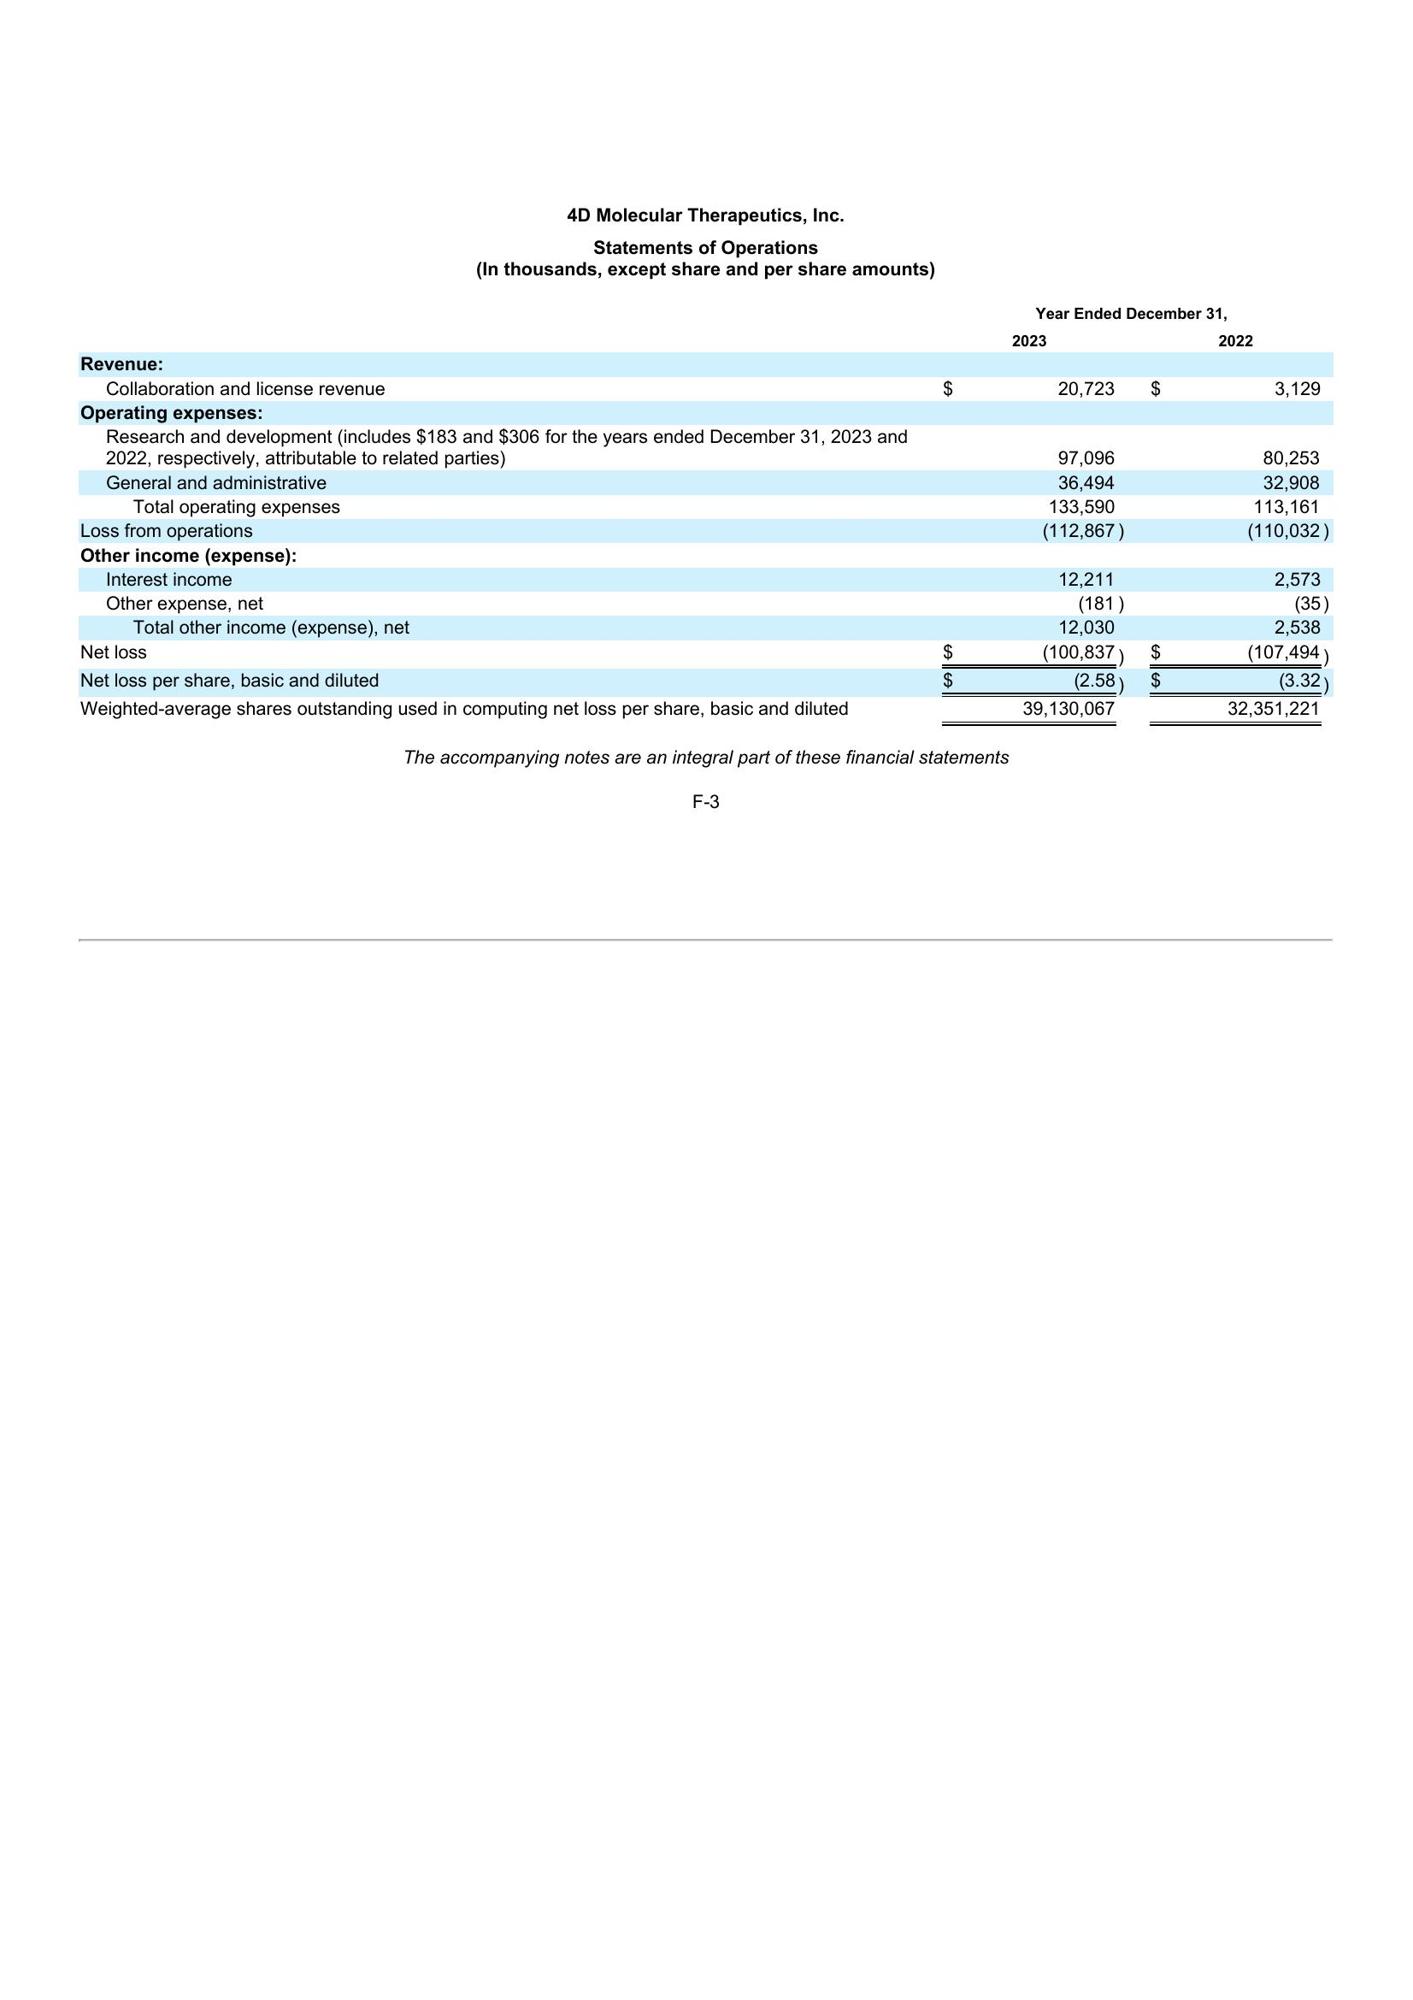 4D Molecular Therapeutics, Inc.
Statements of Operations
(In thousands, except share and per share amounts)
Year Ended December 31,
2023 2022
Revenue:
Collaboration and license revenue $ 20,723 $ 3,129
Operating expenses:
Research and development (includes $183 and $306 for the years ended December 31, 2023 and
2022, respectively, attributable to related parties) 97,096 80,253
General and administrative 36,494 32,908
Total operating expenses 133,590 113,161
Loss from operations (112,867 ) (110,032 )
Other income (expense):
Interest income 12,211 2,573
Other expense, net (181 ) (35 )
Total other income (expense), net 12,030 2,538
Net loss $ (100,837 ) $ (107,494 )
Net loss per share, basic and diluted $ (2.58 ) $ (3.32 )
Weighted-average shares outstanding used in computing net loss per share, basic and diluted 39,130,067 32,351,221
The accompanying notes are an integral part of these financial statements
F-3